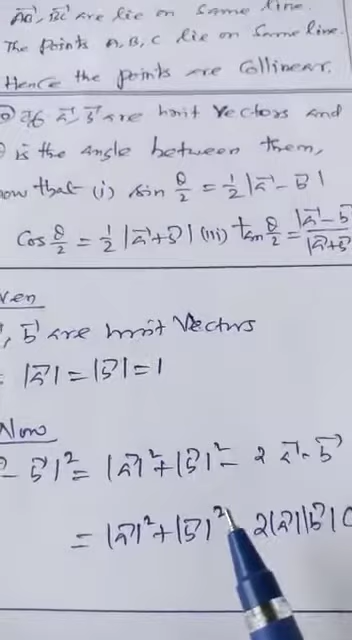 AB, BC are lie on same line.
The points A, B, C lie on same line.
Hence the points are collinear.
If a⃗, b⃗ are unit vectors and
θ is the angle between them,
how that (i) sin θ/2 = 1/2 |a⃗ - b⃗|
Cos θ/2 = 1/2 |a⃗ + b⃗| (iii) tan θ/2 = |a⃗ - b⃗|/|a⃗ + b⃗|
ven
, b⃗ are unit vectors
= |a⃗| = |b⃗| = 1
Now
- b⃗|² = |a⃗|² + |b⃗|² - 2 a⃗ · b⃗
= |a⃗|² + |b⃗|² 2|a⃗||b⃗| C